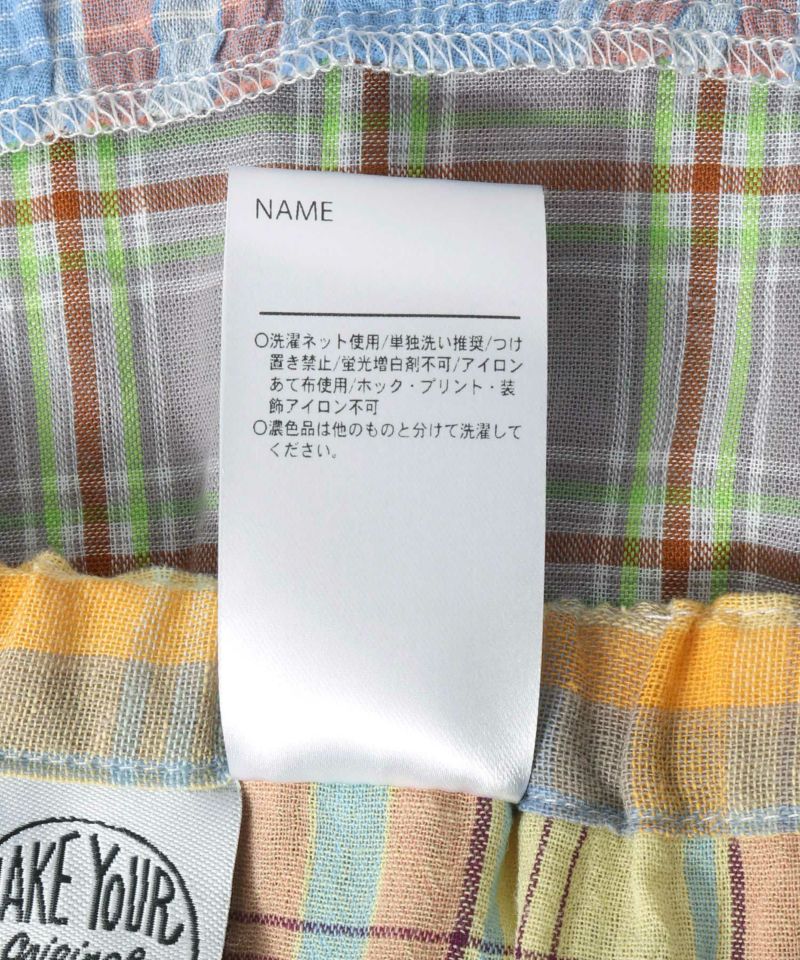 NAME
○洗濯ネット使用/単独洗い推奨/つけ
置き禁止/蛍光増白剤不可/アイロン
あて布使用/ホック・プリント・装
飾アイロン不可
○濃色品は他のものと分けて洗濯して
ください。
MAKE YOUR
Original